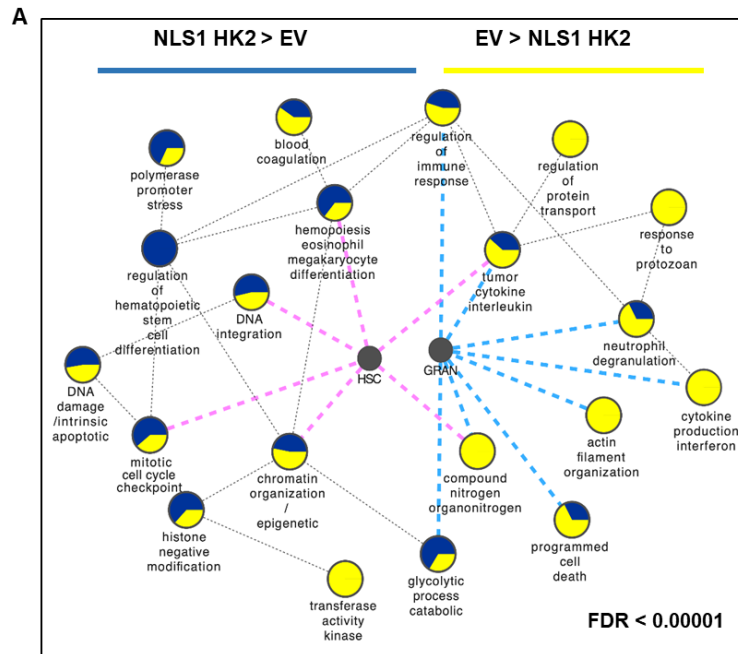 A
NLS1 HK2 > EV
EV > NLS1 HK2
blood
coagulation
regulation
of
immune
response
regulation
of
protein
transport
polymerase
promoter
stress
response
to
protozoan
hemopoiesis
eosinophil
megakaryocyte
differentiation
regulation
of
hematopoietic
stem
cell
differentiation
tumor
cytokine
interleukin
DNA
integration
neutrophil
degranulation
HSC
GRAN
DNA
damage
/intrinsic
apoptotic
cytokine
production
interferon
actin
filament
organization
mitotic
cell cycle
checkpoint
chromatin
organization
/
epigenetic
compound
nitrogen
organonitrogen
histone
negative
modification
programmed
cell
death
glycolytic
process
catabolic
transferase
activity
kinase
FDR < 0.00001